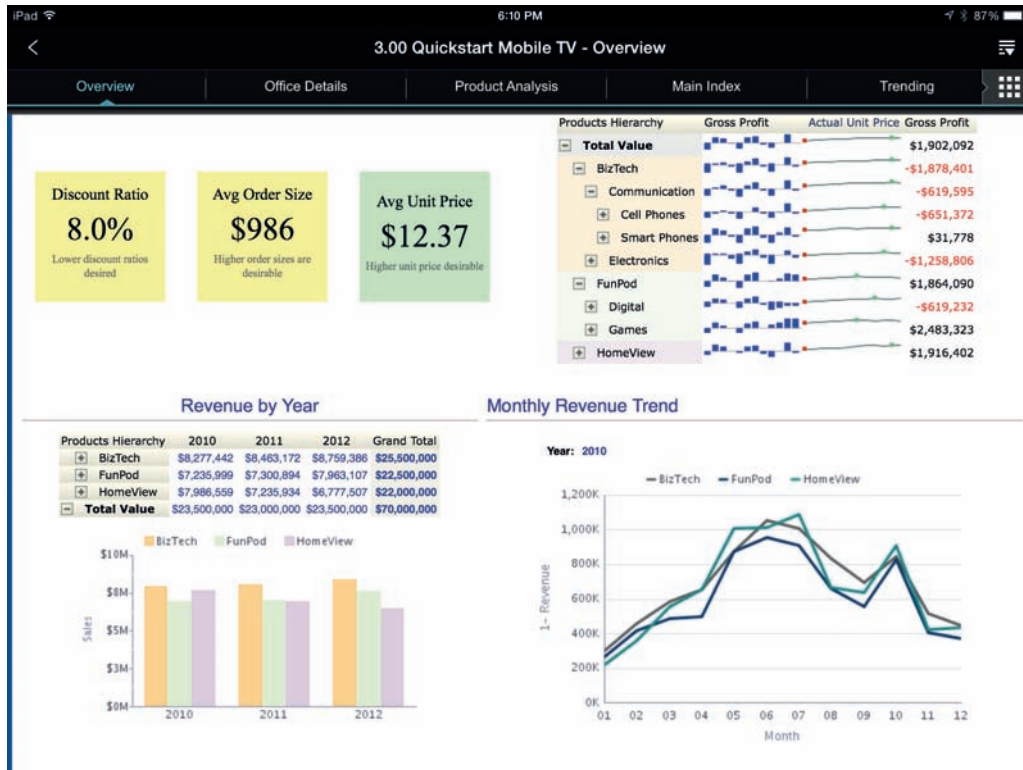 iPad 6:10 PM 87%
3.00 Quickstart Mobile TV - Overview
Overview Office Details Product Analysis Main Index Trending
Discount Ratio
8.0%
Lower discount ratios
desired
Avg Order Size
$986
Higher order sizes are
desirable
Avg Unit Price
$12.37
Higher unit price desirable
Products Hierarchy Gross Profit Actual Unit Price Gross Profit
Total Value $1,902,092
BizTech -$1,878,401
Communication -$619,595
Cell Phones -$651,372
Smart Phones $31,778
Electronics -$1,258,806
FunPod $1,864,090
Digital -$619,232
Games $2,483,323
HomeView $1,916,402
Revenue by Year
Products Hierarchy 2010 2011 2012 Grand Total
BizTech $8,277,442 $8,463,172 $8,759,386 $25,500,000
FunPod $7,235,999 $7,300,894 $7,963,107 $22,500,000
HomeView $7,986,559 $7,235,934 $6,777,507 $22,000,000
Total Value $23,500,000 $23,000,000 $23,500,000 $70,000,000
BizTech FunPod HomeView
$10M
$8M
$5M
$3M
$0M
Sales
2010 2011 2012
Monthly Revenue Trend
Year: 2010
BizTech FunPod HomeView
1,200K
1,000K
800K
600K
400K
200K
0K
1- Revenue
01 02 03 04 05 06 07 08 09 10 11 12
Month